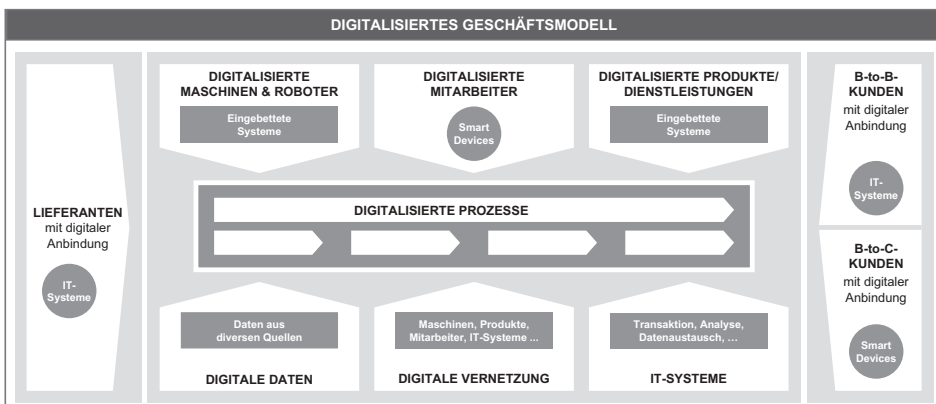 DIGITALISIERTES GESCHÄFTSMODELL
LIEFERANTEN
mit digitaler
Anbindung
IT-
Systeme
DIGITALISIERTE
MASCHINEN & ROBOTER
Eingebettete
Systeme
DIGITALISIERTE
MITARBEITER
Smart
Devices
DIGITALISIERTE PRODUKTE/
DIENSTLEISTUNGEN
Eingebettete
Systeme
DIGITALISIERTE PROZESSE
Daten aus
diversen Quellen
DIGITALE DATEN
Maschinen, Produkte,
Mitarbeiter, IT-Systeme ...
DIGITALE VERNETZUNG
Transaktion, Analyse,
Datenaustausch, …
IT-SYSTEME
B-to-B-
KUNDEN
mit digitaler
Anbindung
IT-
Systeme
B-to-C-
KUNDEN
mit digitaler
Anbindung
Smart
Devices